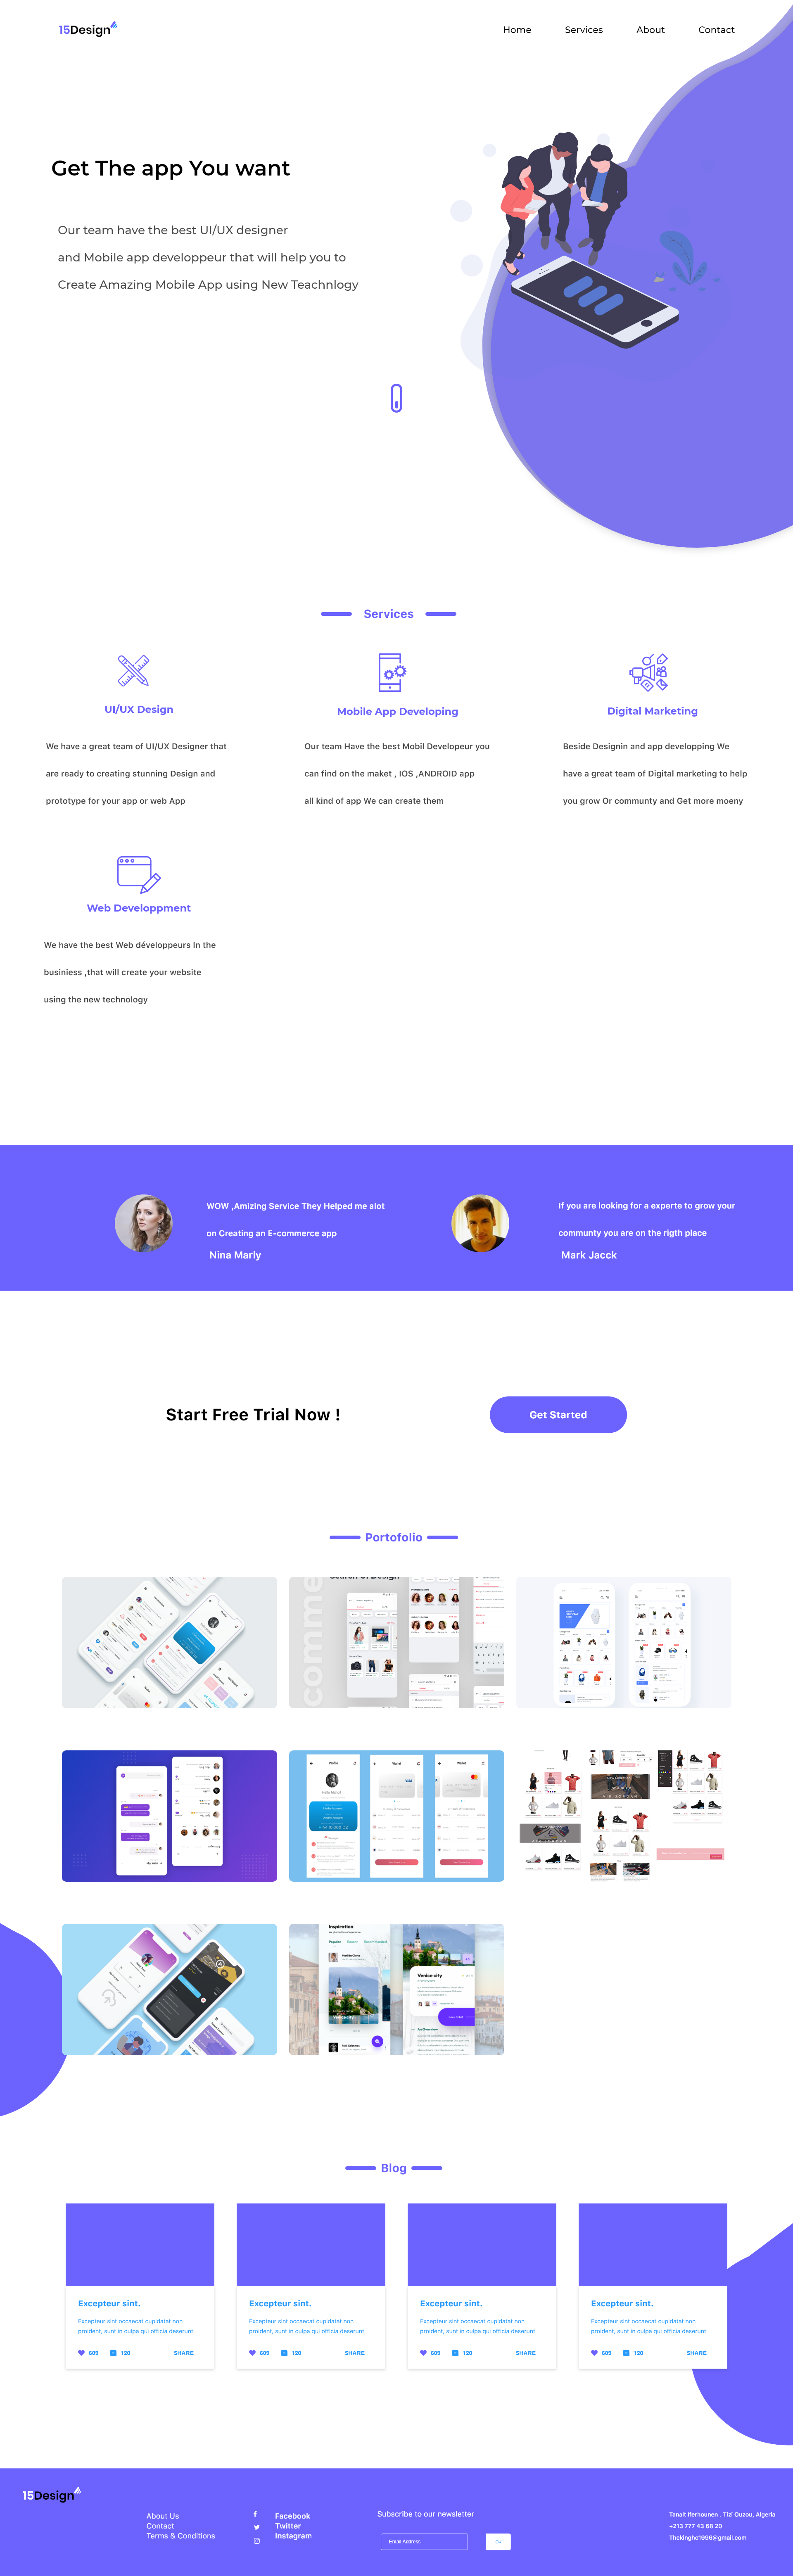 15Design
Home Services About Contact
Get The app You want
Our team have the best UI/UX designer
and Mobile app developpeur that will help you to
Create Amazing Mobile App using New Teachnlogy
Services
UI/UX Design
We have a great team of UI/UX Designer that
are ready to creating stunning Design and
prototype for your app or web App
Mobile App Developing
Our team Have the best Mobil Developeur you
can find on the maket , IOS ,ANDROID app
all kind of app We can create them
Digital Marketing
Beside Designin and app developping We
have a great team of Digital marketing to help
you grow Or communty and Get more moeny
Web Developpment
We have the best Web développeurs In the
businiess ,that will create your website
using the new technology
WOW ,Amizing Service They Helped me alot
on Creating an E-commerce app
Nina Marly
If you are looking for a experte to grow your
communty you are on the rigth place
Mark Jacck
Start Free Trial Now !
Get Started
Portofolio
Profile
Wallet
Wallet
VISA
Inspiration
Popular Recent Recommended
Venice city
An Overview
Blog
Excepteur sint.
Excepteur sint occaecat cupidatat non
proident, sunt in culpa qui officia deserunt
609 120 SHARE
Excepteur sint.
Excepteur sint occaecat cupidatat non
proident, sunt in culpa qui officia deserunt
609 120 SHARE
Excepteur sint.
Excepteur sint occaecat cupidatat non
proident, sunt in culpa qui officia deserunt
609 120 SHARE
Excepteur sint.
Excepteur sint occaecat cupidatat non
proident, sunt in culpa qui officia deserunt
609 120 SHARE
15Design
About Us
Contact
Terms & Conditions
Facebook
Twitter
Instagram
Subscribe to our newsletter
Email Address
OK
Tanait Iferhounen . Tizi Ouzou, Algeria
+213 777 43 68 20
Thekinghc1996@gmail.com